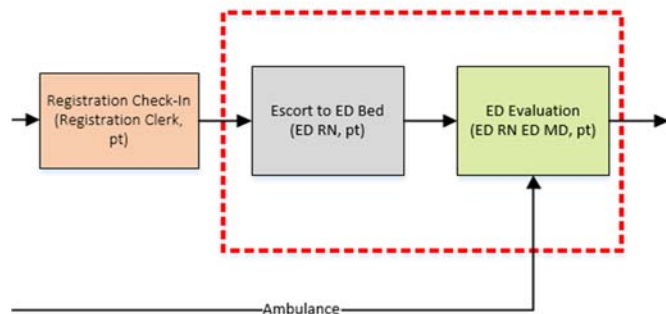 Registration Check-In
(Registration Clerk,
pt)
Escort to ED Bed
(ED RN, pt)
ED Evaluation
(ED RN ED MD, pt)
Ambulance